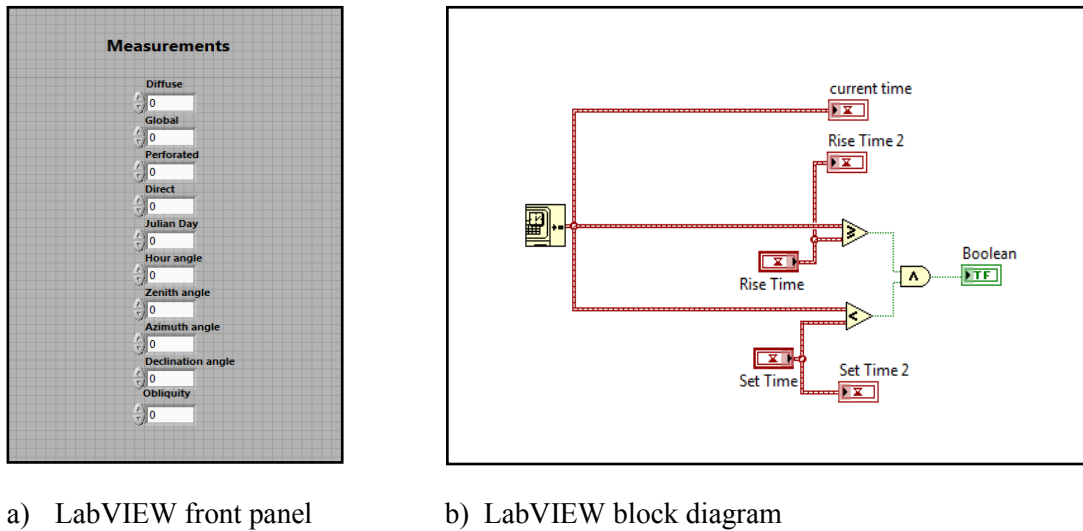 Measurements
Diffuse
0
Global
0
Perforated
0
Direct
0
Julian Day
0
Hour angle
0
Zenith angle
0
Azimuth angle
0
Declination angle
0
Obliquity
0
current time
Rise Time 2
Rise Time
Boolean
TF
Set Time
Set Time 2
a) LabVIEW front panel
b) LabVIEW block diagram